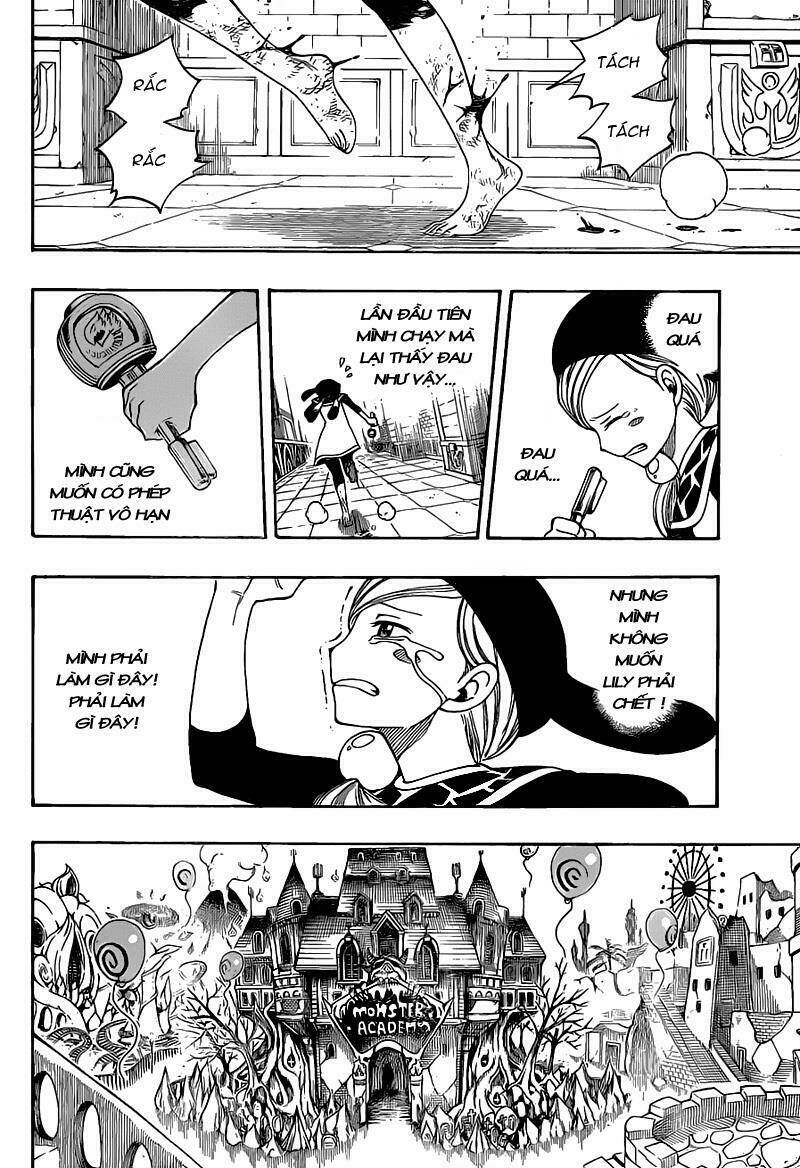 RẮC
RẮC
TÁCH
TÁCH
MÌNH CŨNG
MUỐN CÓ PHÉP
THUẬT VÔ HẠN
LẦN ĐẦU TIÊN
MÌNH CHẠY MÀ
LẠI THẤY ĐAU
NHƯ VẬY...
ĐAU
QUÁ
ĐAU
QUÁ...
MÌNH PHẢI
LÀM GÌ ĐÂY!
PHẢI LÀM
GÌ ĐÂY!
NHƯNG
MÌNH
KHÔNG
MUỐN
LILY PHẢI
CHẾT !
MONSTER
ACADEMY